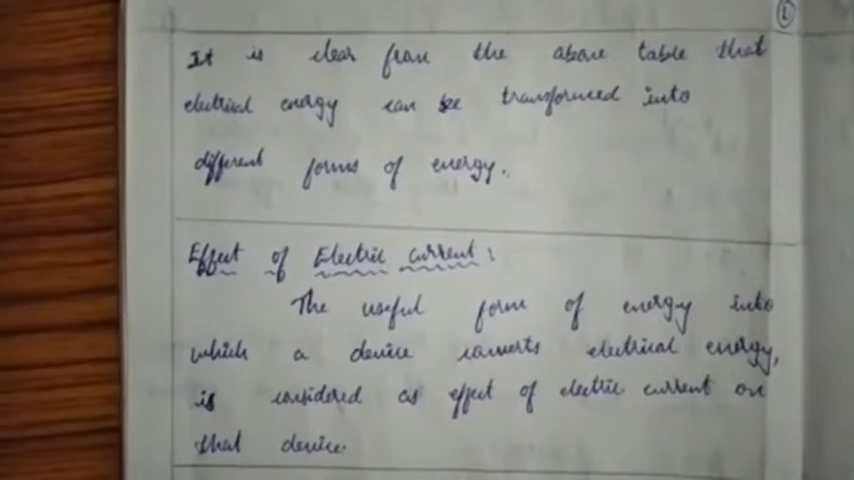 It is clear from the above table that
electrical energy can be transformed into
different forms of energy.
Effect of Electric current:
The useful form of energy into
which a device converts electrical energy,
is considered as effect of electric current on
that device.